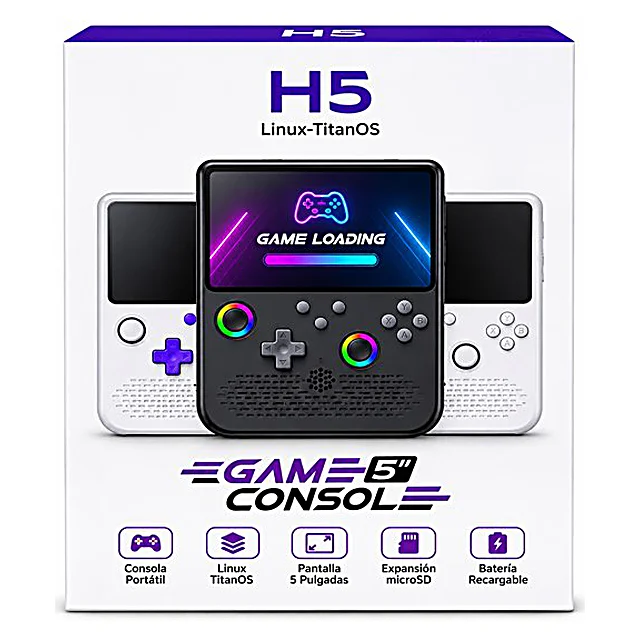 H5
H5
Linux-TitanOS
GAME LOADING
Y
X B
A
Y
B
A
GAME 5"
CONSOLE
Consola
Portátil
Linux
TitanOS
Pantalla
5 Pulgadas
Expansión
microSD
Batería
Recargable